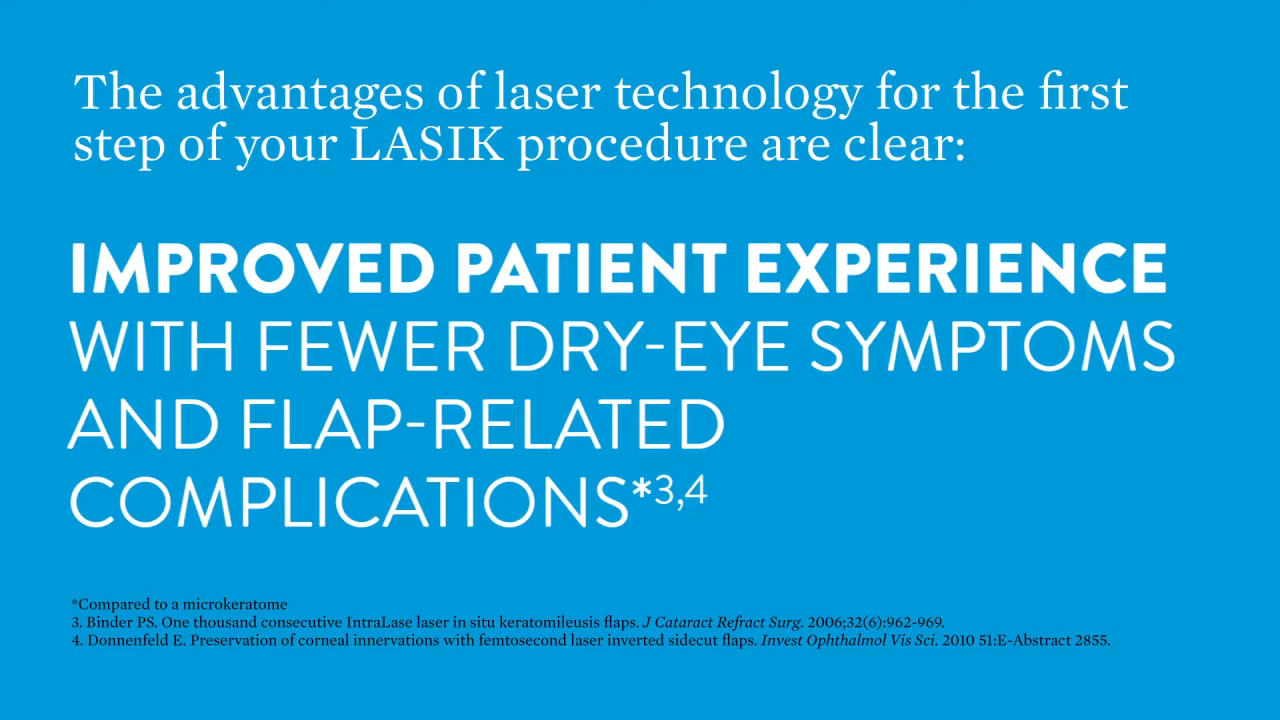 The advantages of laser technology for the first
step of your LASIK procedure are clear:
IMPROVED PATIENT EXPERIENCE
WITH FEWER DRY-EYE SYMPTOMS
AND FLAP-RELATED
COMPLICATIONS*3,4
*Compared to a microkeratome
3. Binder PS. One thousand consecutive IntraLase laser in situ keratomileusis flaps. J Cataract Refract Surg. 2006;32(6):962-969.
4. Donnenfeld E. Preservation of corneal innervations with femtosecond laser inverted sidecut flaps. Invest Ophthalmol Vis Sci. 2010 51:E-Abstract 2855.